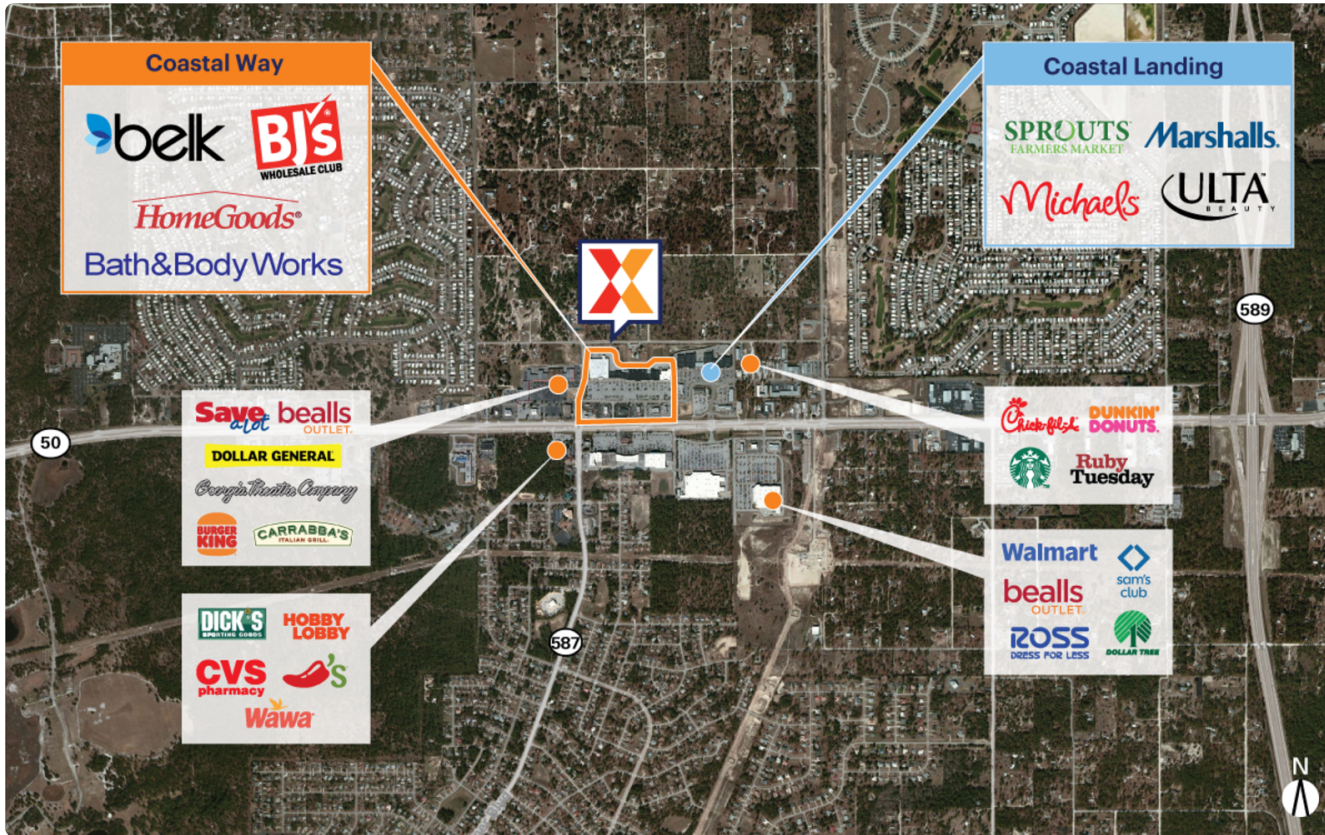 Coastal Way
belk
BJ's
WHOLESALE CLUB
HomeGoods®
Bath&Body Works
Coastal Landing
SPROUTS
FARMERS MARKET
Marshalls.
Michaels
ULTA™
BEAUTY
589
50
587
Save
a lot
bealls
OUTLET.
DOLLAR GENERAL
Georgia Theatre Company
BURGER
KING
CARRABBA'S
ITALIAN GRILL.
Chick-fil-A
DUNKIN'
DONUTS.
Ruby
Tuesday
DICK'S
SPORTING GOODS
HOBBY
LOBBY
CVS
pharmacy
's
Wawa
Walmart
sam's
club
bealls
OUTLET.
ROSS
DRESS FOR LESS
DOLLAR TREE
N